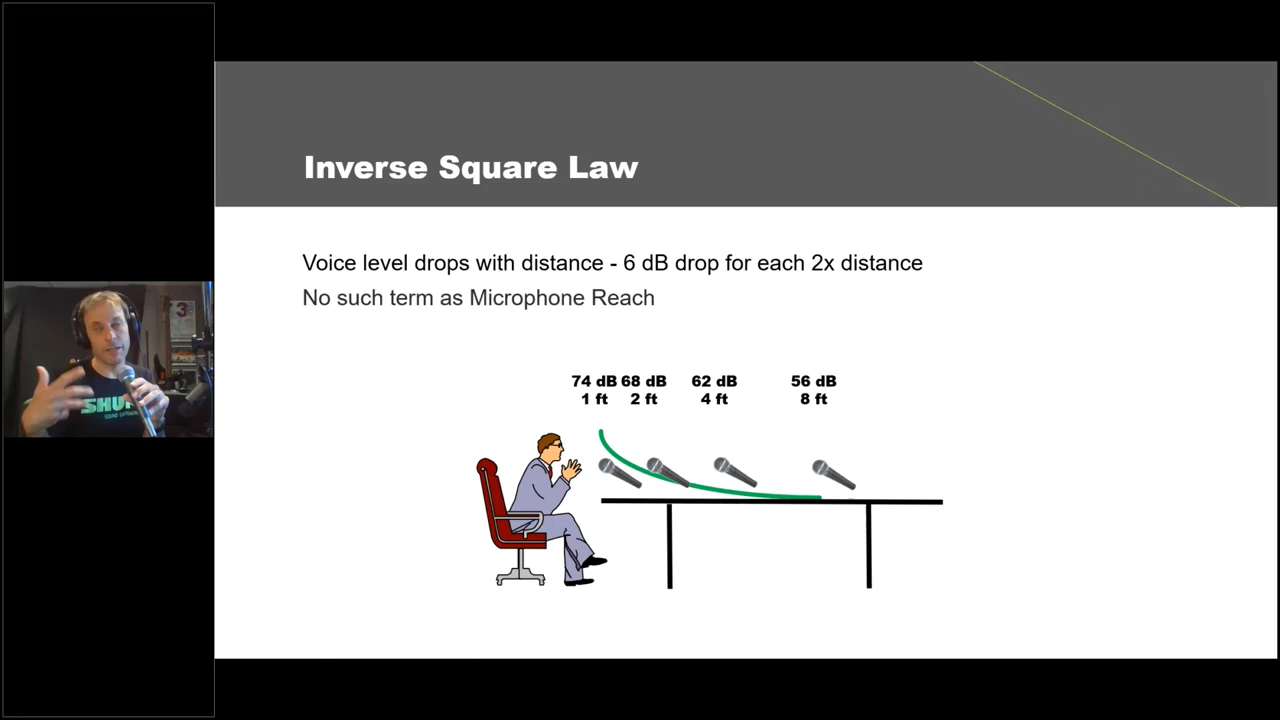 Inverse Square Law
Voice level drops with distance - 6 dB drop for each 2x distance
No such term as Microphone Reach
74 dB 68 dB 62 dB 56 dB
1 ft 2 ft 4 ft 8 ft
3
SHU